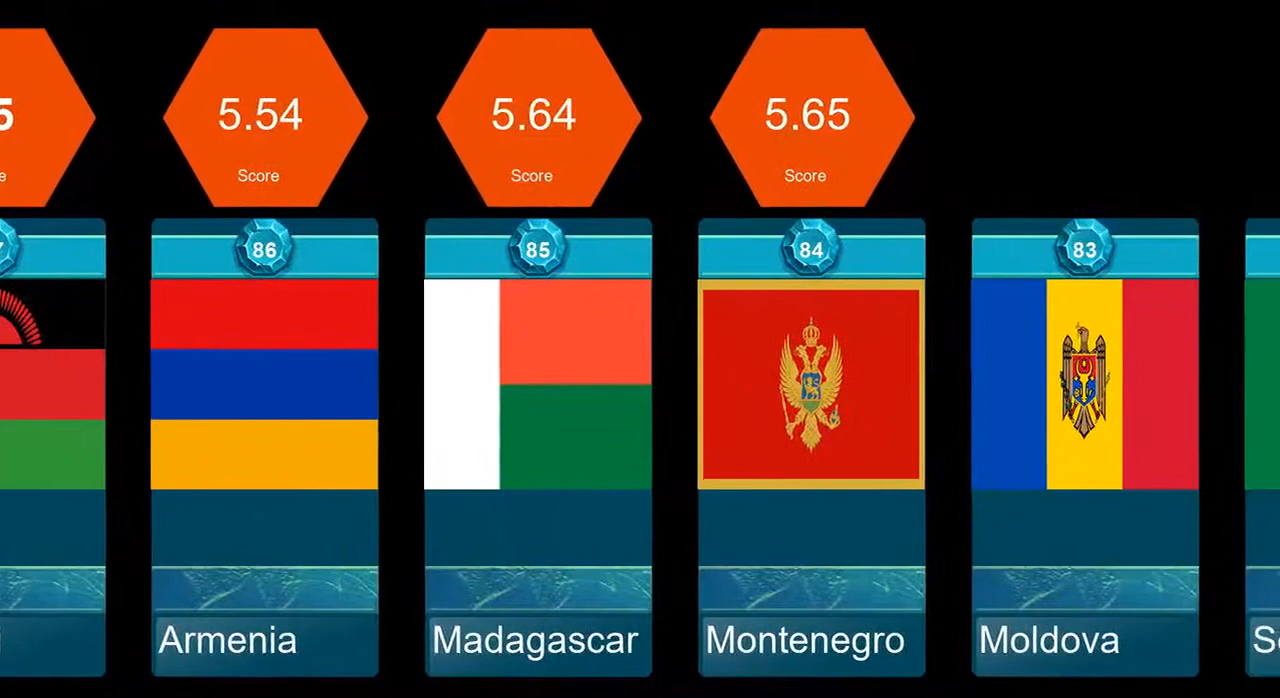 5.54
5.64
5.65
Score
Score
Score
86
85
84
83
Armenia
Madagascar
Montenegro
Moldova